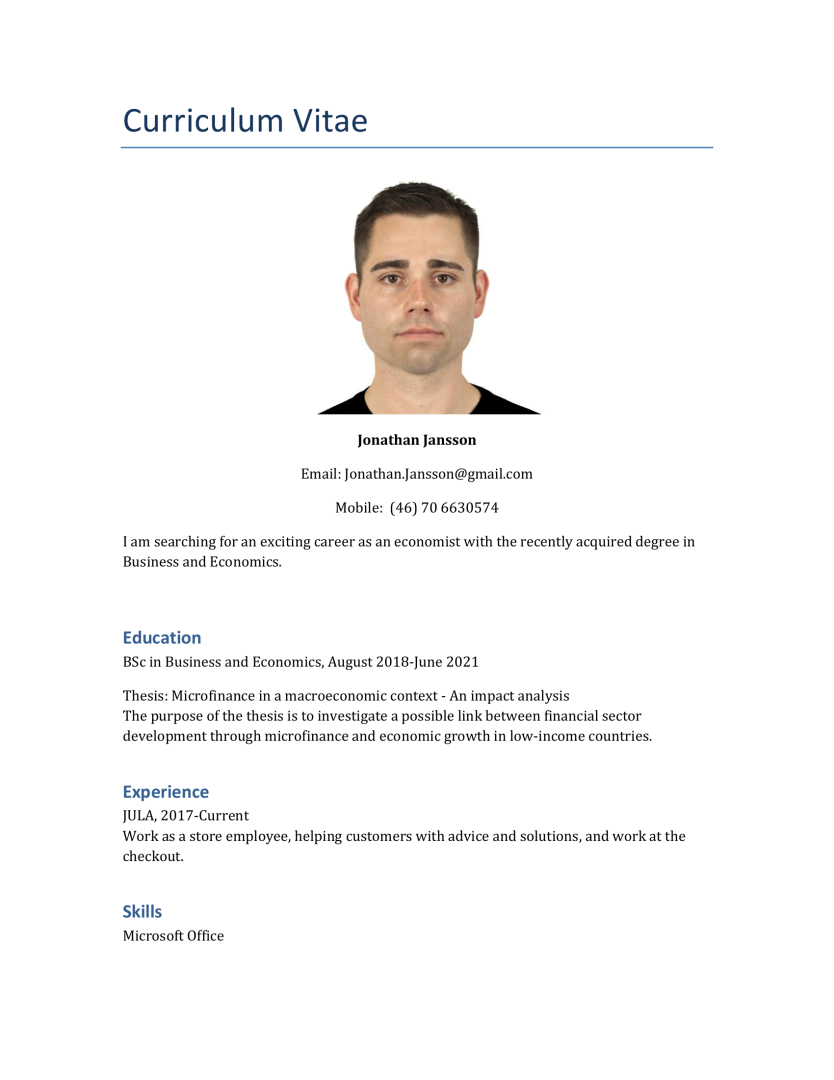 Curriculum Vitae
Jonathan Jansson
Email: Jonathan.Jansson@gmail.com
Mobile:  (46) 70 6630574
I am searching for an exciting career as an economist with the recently acquired degree in
Business and Economics.
Education
BSc in Business and Economics, August 2018-June 2021
Thesis: Microfinance in a macroeconomic context - An impact analysis
The purpose of the thesis is to investigate a possible link between financial sector
development through microfinance and economic growth in low-income countries.
Experience
JULA, 2017-Current
Work as a store employee, helping customers with advice and solutions, and work at the
checkout.
Skills
Microsoft Office